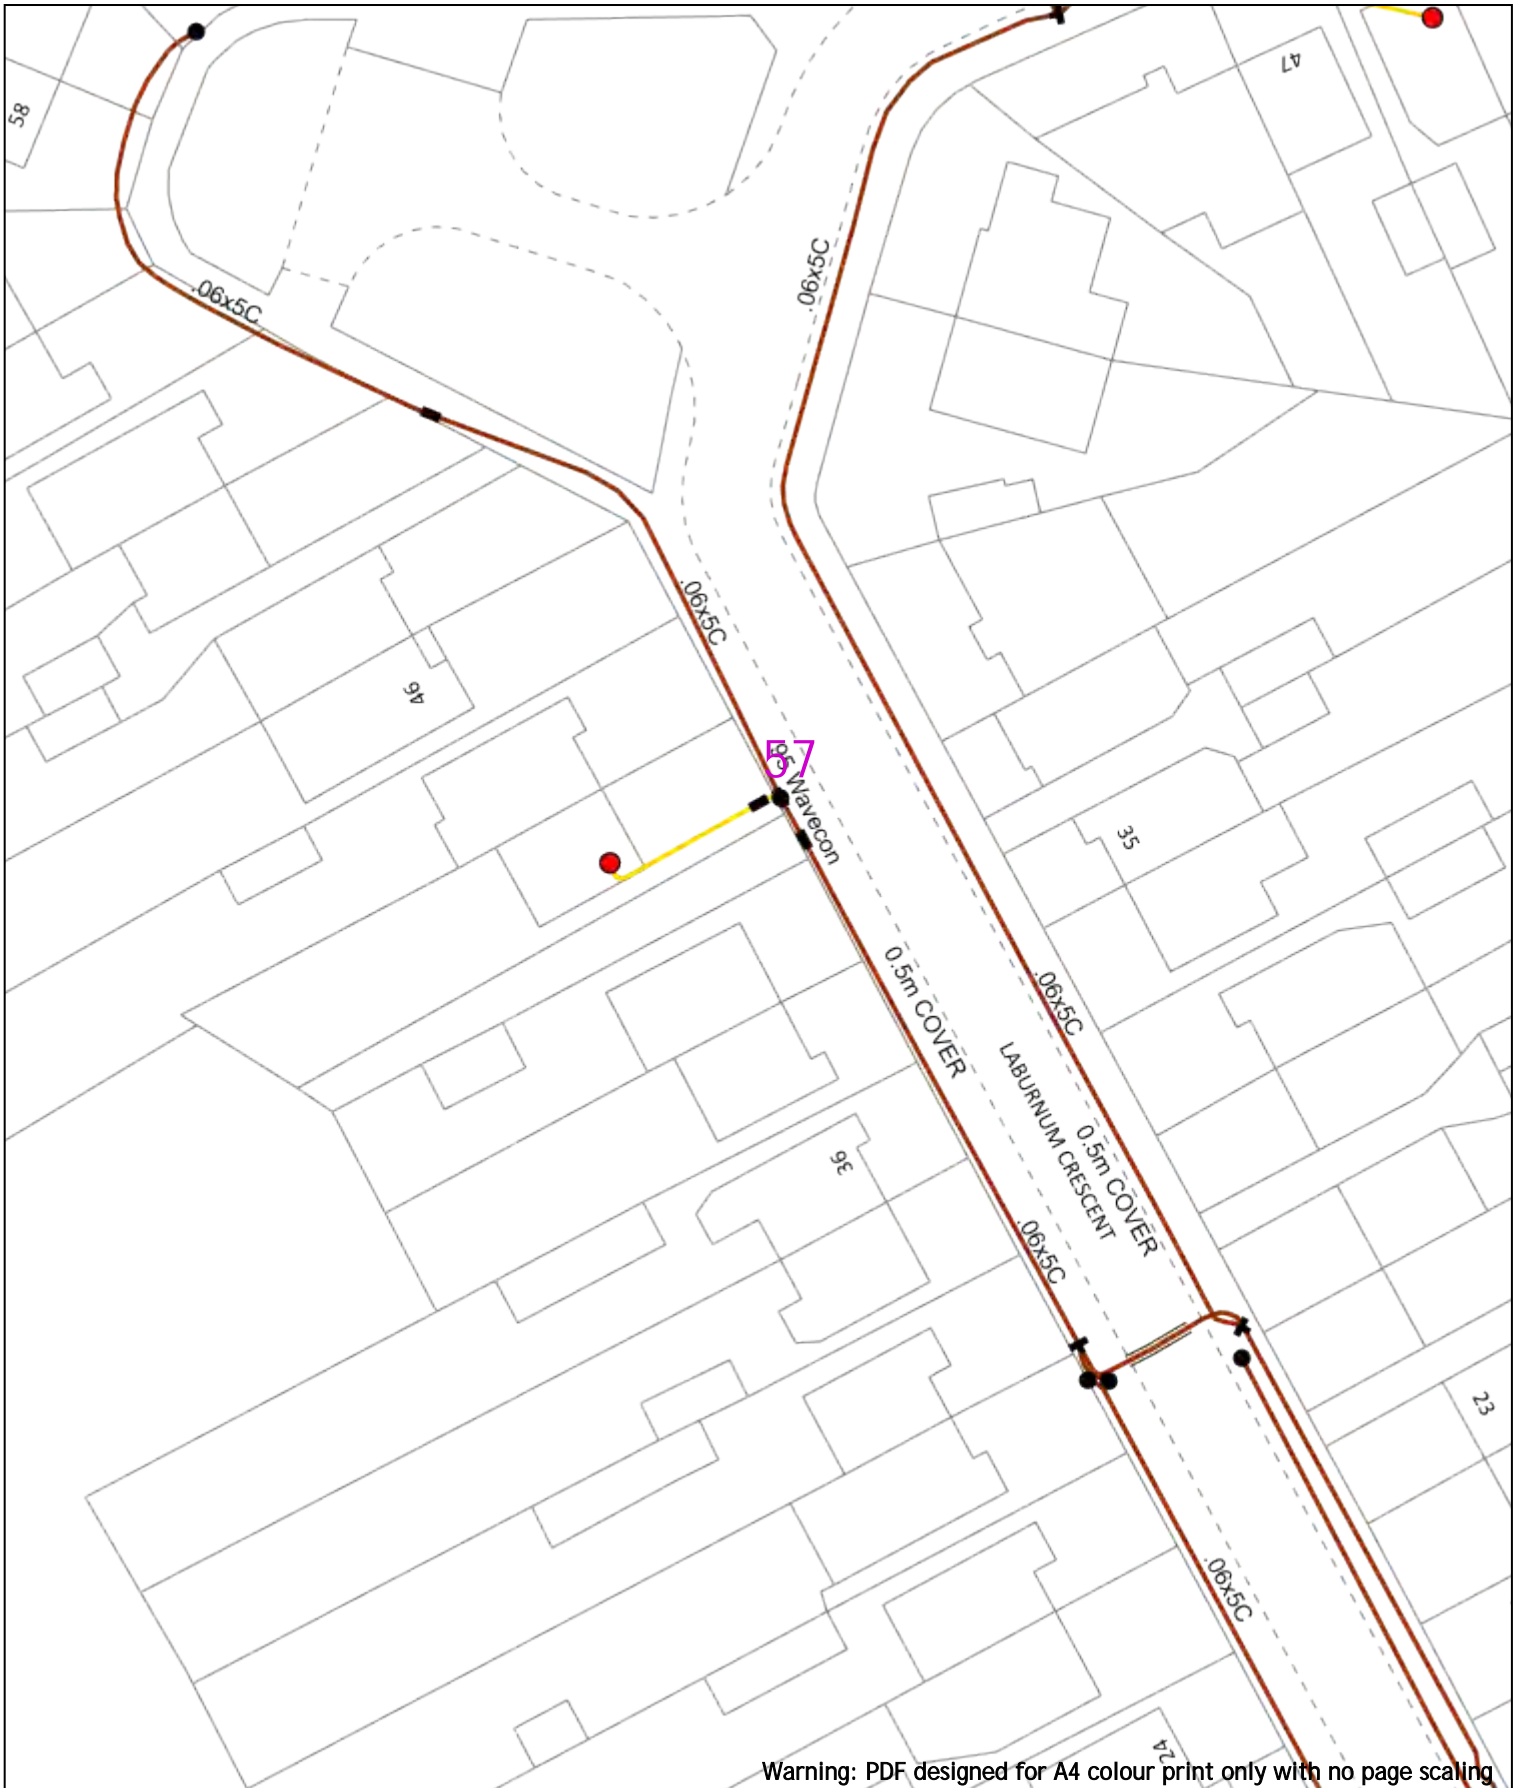 47
58
.06x5C
.06x5C
.06x5C
46
57
95 Wavecon
35
0.5m COVER
.06x5C
LABURNUM CRESCENT
0.5m COVER
36
.06x5C
23
.06x5C
24
Warning: PDF designed for A4 colour print only with no page scaling